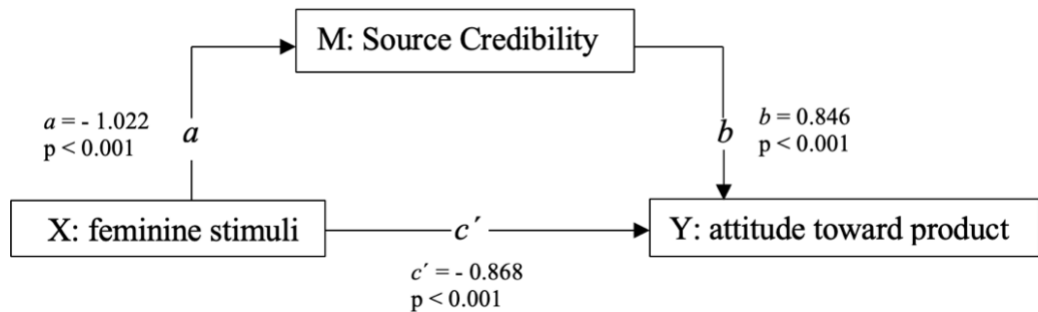 M: Source Credibility
a = - 1.022
p < 0.001
a
b
b = 0.846
p < 0.001
X: feminine stimuli
c′
Y: attitude toward product
c′ = - 0.868
p < 0.001